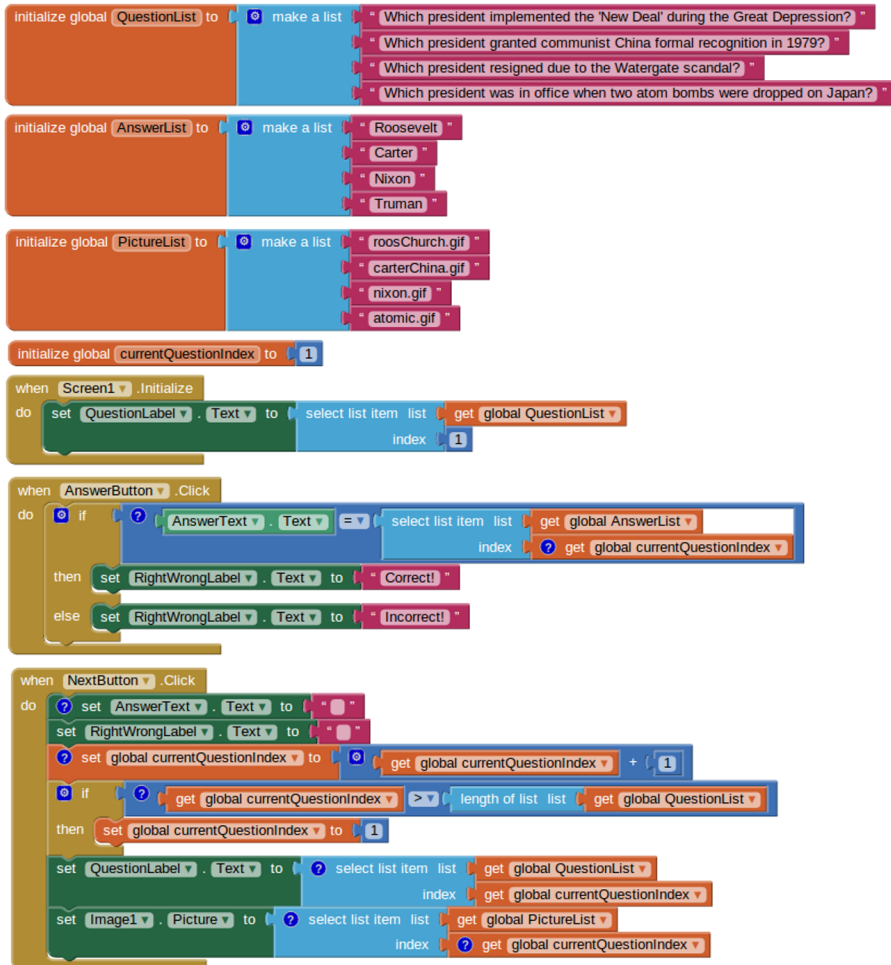 initialize global QuestionList to make a list " Which president implemented the 'New Deal' during the Great Depression? "
" Which president granted communist China formal recognition in 1979? "
" Which president resigned due to the Watergate scandal? "
" Which president was in office when two atom bombs were dropped on Japan? "
initialize global AnswerList to make a list " Roosevelt "
" Carter "
" Nixon "
" Truman "
initialize global PictureList to make a list " roosChurch.gif "
" carterChina.gif "
" nixon.gif "
" atomic.gif "
initialize global currentQuestionIndex to 1
when Screen1 .Initialize
do set QuestionLabel . Text to select list item list get global QuestionList
index 1
when AnswerButton .Click
do if ? AnswerText . Text = select list item list get global AnswerList
index ? get global currentQuestionIndex
then set RightWrongLabel . Text to " Correct! "
else set RightWrongLabel . Text to " Incorrect! "
when NextButton .Click
do ? set AnswerText . Text to " "
set RightWrongLabel . Text to " "
? set global currentQuestionIndex to get global currentQuestionIndex + 1
if ? get global currentQuestionIndex > length of list list get global QuestionList
then set global currentQuestionIndex to 1
set QuestionLabel . Text to ? select list item list get global QuestionList
index get global currentQuestionIndex
set Image1 . Picture to ? select list item list get global PictureList
index ? get global currentQuestionIndex